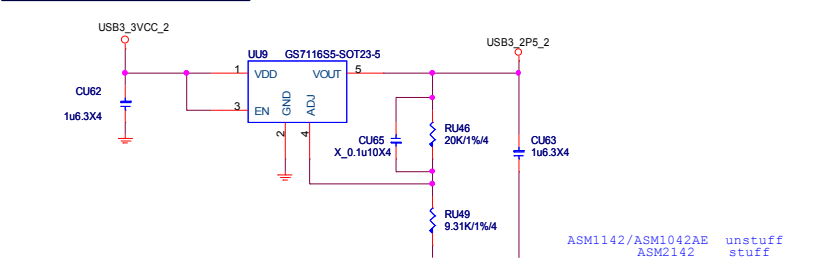 USB3_3VCC_2
USB3_2P5_2
UU9 GS7116S5-SOT23-5
1 VDD VOUT 5
CU62
1u6.3X4
3 EN
GND
ADJ
2
4
CU65
X_0.1u10X4
RU46
20K/1%/4
CU63
1u6.3X4
RU49
9.31K/1%/4
ASM1142/ASM1042AE unstuff
ASM2142 stuff